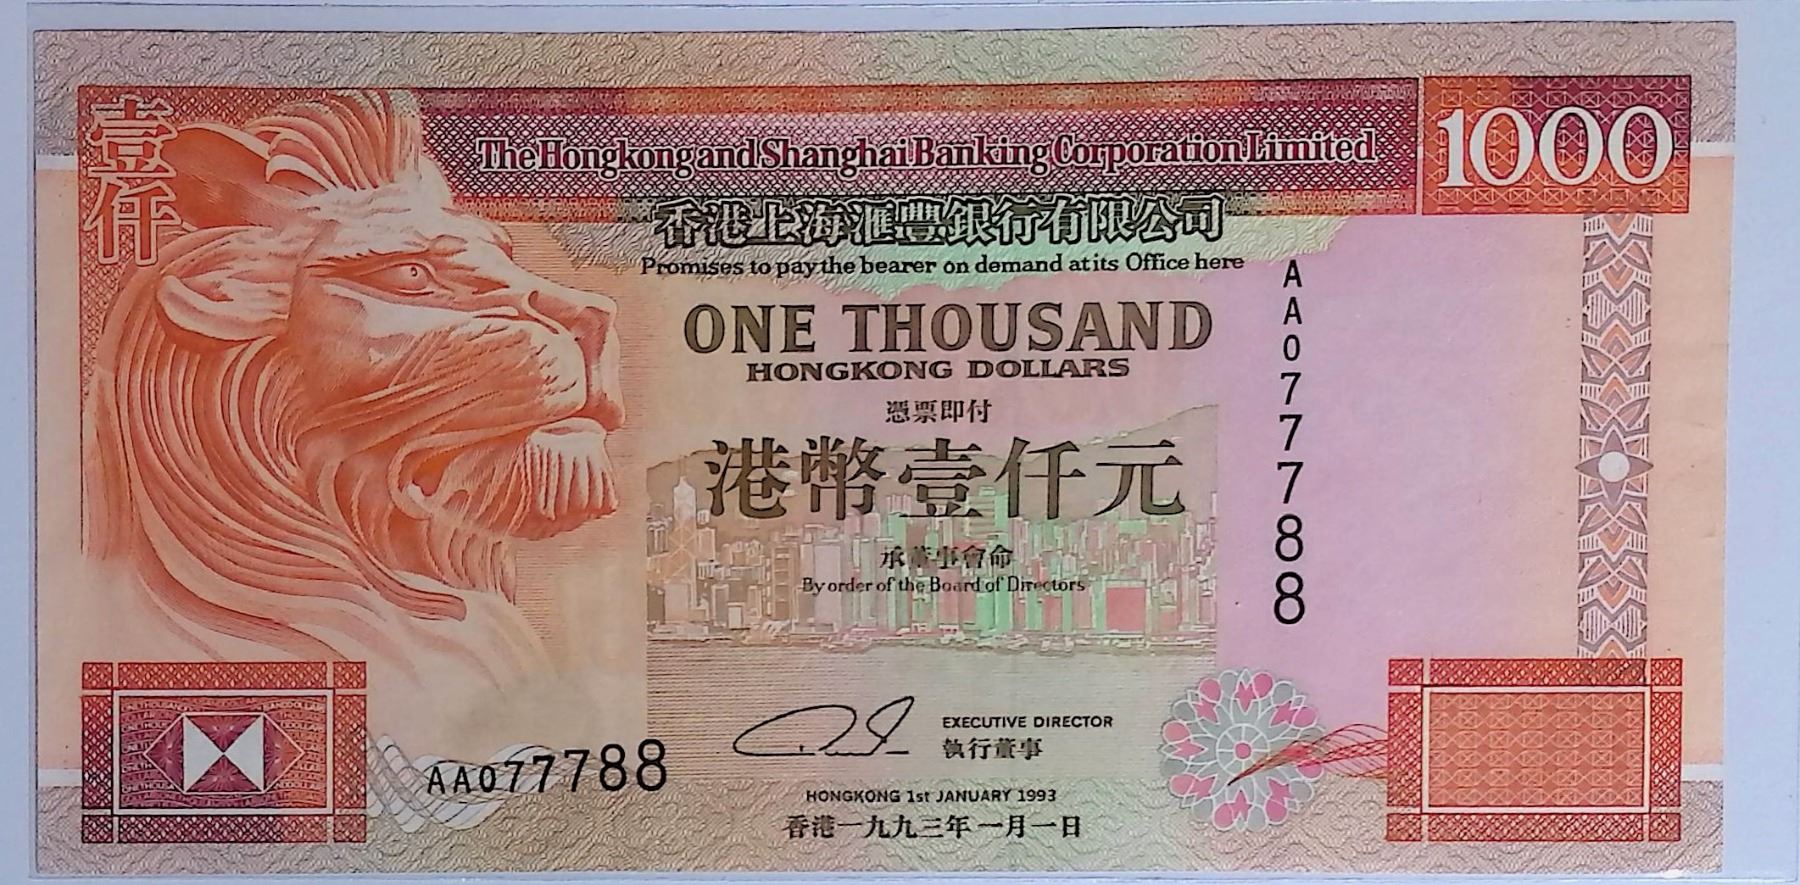 壹仟
The Hongkong and Shanghai Banking Corporation Limited
1000
香港上海滙豐銀行有限公司
Promises to pay the bearer on demand at its Office here
ONE THOUSAND
HONGKONG DOLLARS
憑票即付
港幣壹仟元
承董事會命
By order of the Board of Directors
AA077788
EXECUTIVE DIRECTOR
執行董事
AA077788
HONGKONG 1st JANUARY 1993
香港一九九三年一月一日